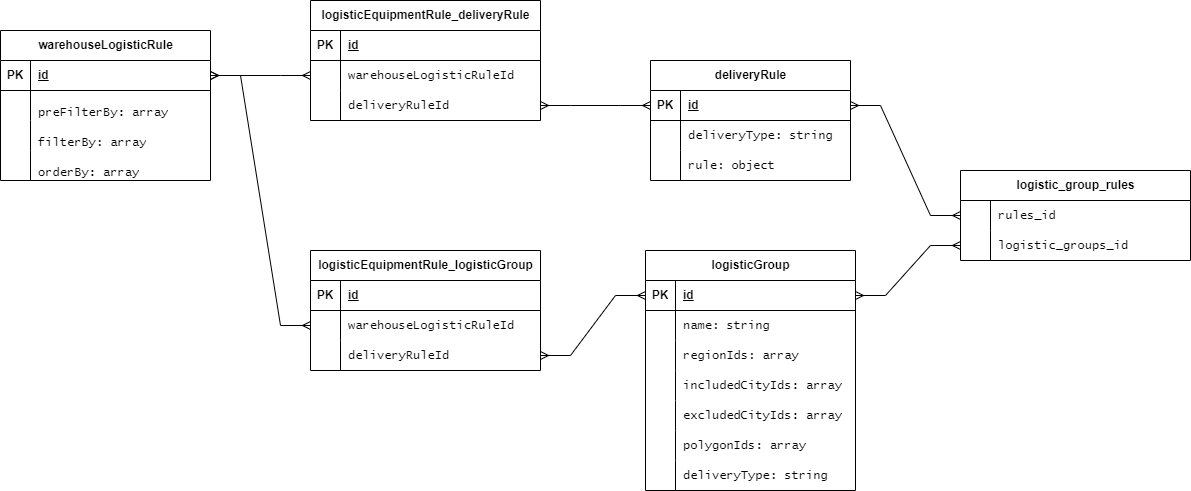 warehouseLogisticRule
PK id
preFilterBy: array
filterBy: array
orderBy: array
logisticEquipmentRule_deliveryRule
PK id
warehouseLogisticRuleId
deliveryRuleId
deliveryRule
PK id
deliveryType: string
rule: object
logistic_group_rules
rules_id
logistic_groups_id
logisticEquipmentRule_logisticGroup
PK id
warehouseLogisticRuleId
deliveryRuleId
logisticGroup
PK id
name: string
regionIds: array
includedCityIds: array
excludedCityIds: array
polygonIds: array
deliveryType: string